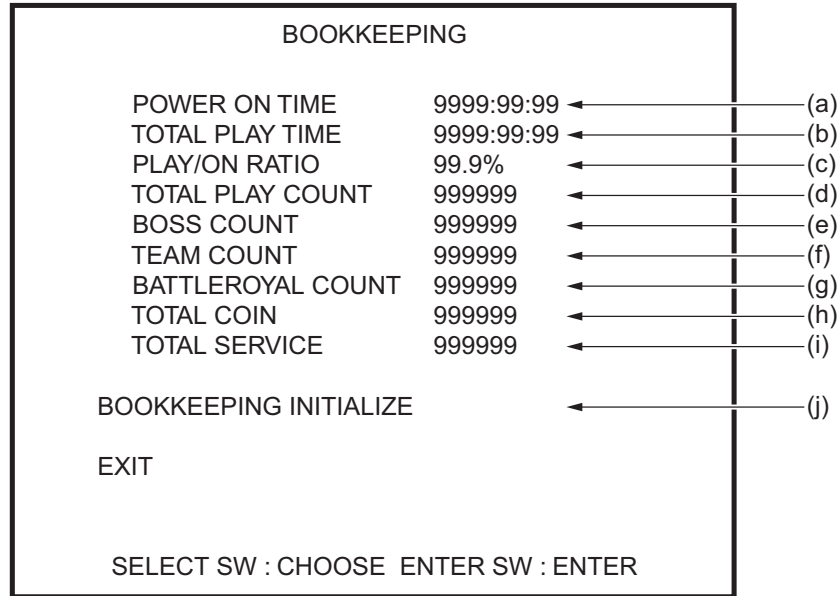 BOOKKEEPING
POWER ON TIME 9999:99:99 (a)
TOTAL PLAY TIME 9999:99:99 (b)
PLAY/ON RATIO 99.9% (c)
TOTAL PLAY COUNT 999999 (d)
BOSS COUNT 999999 (e)
TEAM COUNT 999999 (f)
BATTLEROYAL COUNT 999999 (g)
TOTAL COIN 999999 (h)
TOTAL SERVICE 999999 (i)
BOOKKEEPING INITIALIZE (j)
EXIT
SELECT SW : CHOOSE ENTER SW : ENTER